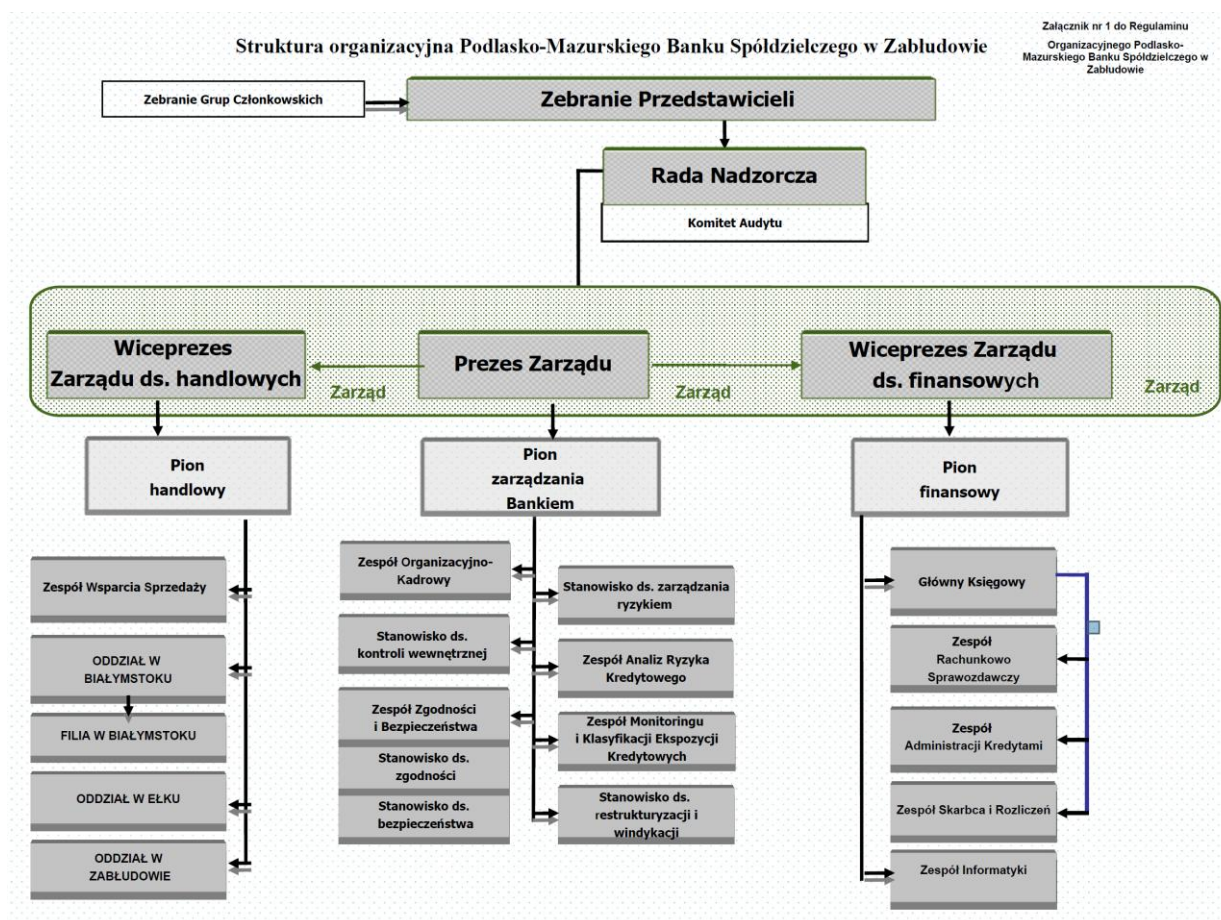 Załącznik nr 1 do Regulaminu
Organizacyjnego Podlasko-
Mazurskiego Banku Spółdzielczego w
Zabłudowie
Struktura organizacyjna Podlasko-Mazurskiego Banku Spółdzielczego w Zabłudowie
Zebranie Grup Członkowskich
Zebranie Przedstawicieli
Rada Nadzorcza
Komitet Audytu
Wiceprezes
Zarządu ds. handlowych
Zarząd
Prezes Zarządu
Zarząd
Wiceprezes Zarządu
ds. finansowych
Zarząd
Pion
handlowy
Pion
zarządzania
Bankiem
Pion
finansowy
Zespół Wsparcia Sprzedaży
ODDZIAŁ W
BIAŁYMSTOKU
FILIA W BIAŁYMSTOKU
ODDZIAŁ W EŁKU
ODDZIAŁ W
ZABŁUDOWIE
Zespół Organizacyjno-
Kadrowy
Stanowisko ds.
kontroli wewnętrznej
Zespół Zgodności
i Bezpieczeństwa
Stanowisko ds.
zgodności
Stanowisko ds.
bezpieczeństwa
Stanowisko ds. zarządzania
ryzykiem
Zespół Analiz Ryzyka
Kredytowego
Zespół Monitoringu
i Klasyfikacji Ekspozycji
Kredytowych
Stanowisko ds.
restrukturyzacji i
windykacji
Główny Księgowy
Zespół
Rachunkowo
Sprawozdawczy
Zespół
Administracji Kredytami
Zespół Skarbca i Rozliczeń
Zespół Informatyki